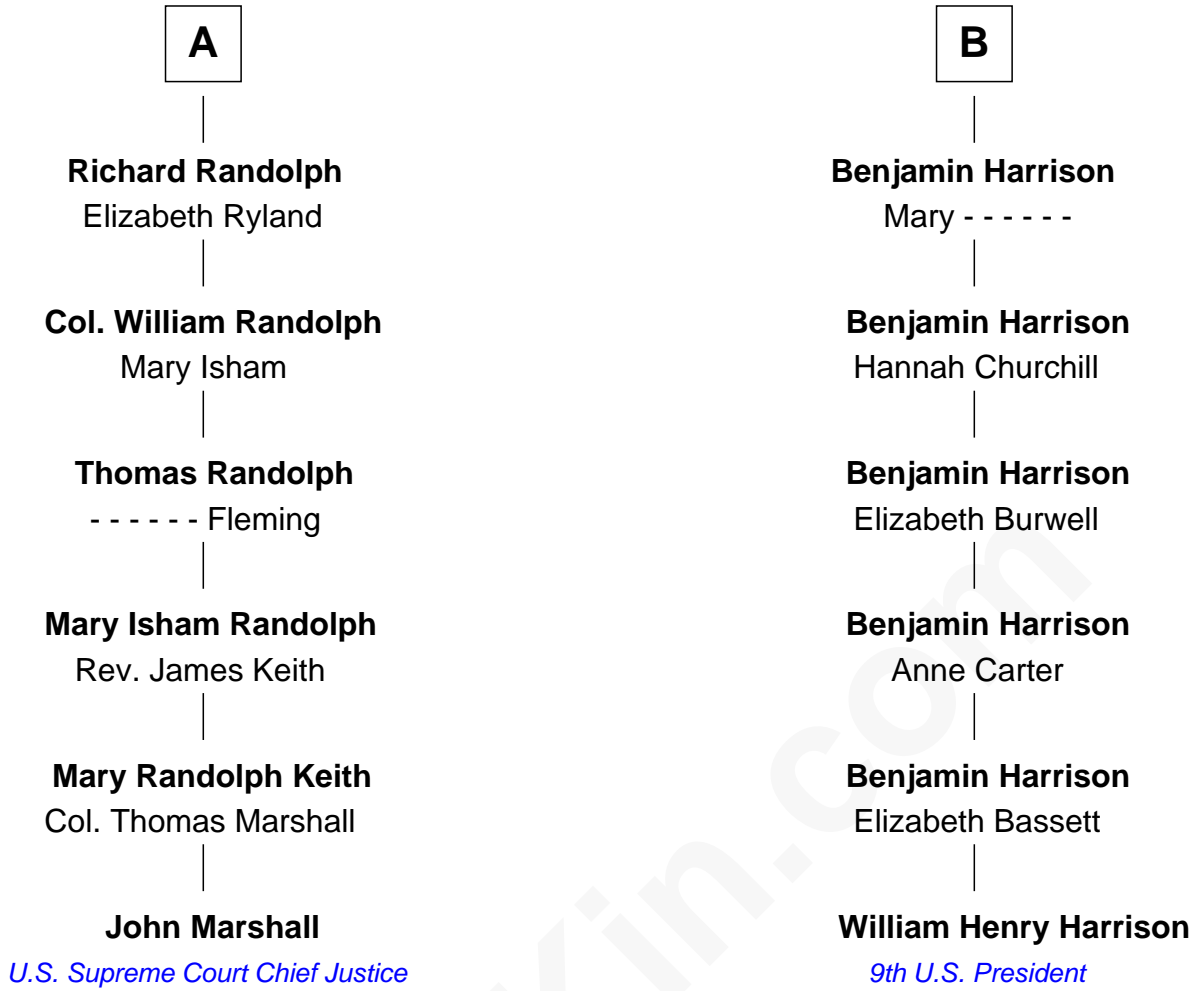 A
Richard Randolph
Elizabeth Ryland
Col. William Randolph
Mary Isham
Thomas Randolph
- - - - - - Fleming
Mary Isham Randolph
Rev. James Keith
Mary Randolph Keith
Col. Thomas Marshall
John Marshall
U.S. Supreme Court Chief Justice
B
Benjamin Harrison
Mary - - - - - -
Benjamin Harrison
Hannah Churchill
Benjamin Harrison
Elizabeth Burwell
Benjamin Harrison
Anne Carter
Benjamin Harrison
Elizabeth Bassett
William Henry Harrison
9th U.S. President
Kin.com